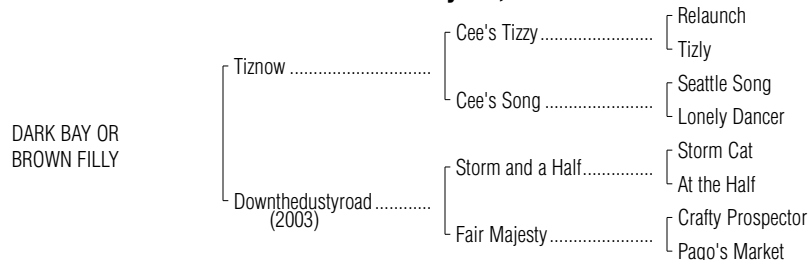 Relaunch
Cee's Tizzy
Tizly
Tiznow
Seattle Song
Cee's Song
Lonely Dancer
DARK BAY OR
BROWN FILLY
Storm Cat
Storm and a Half
At the Half
Downthedustyroad
(2003)
Crafty Prospector
Fair Majesty
Pago's Market